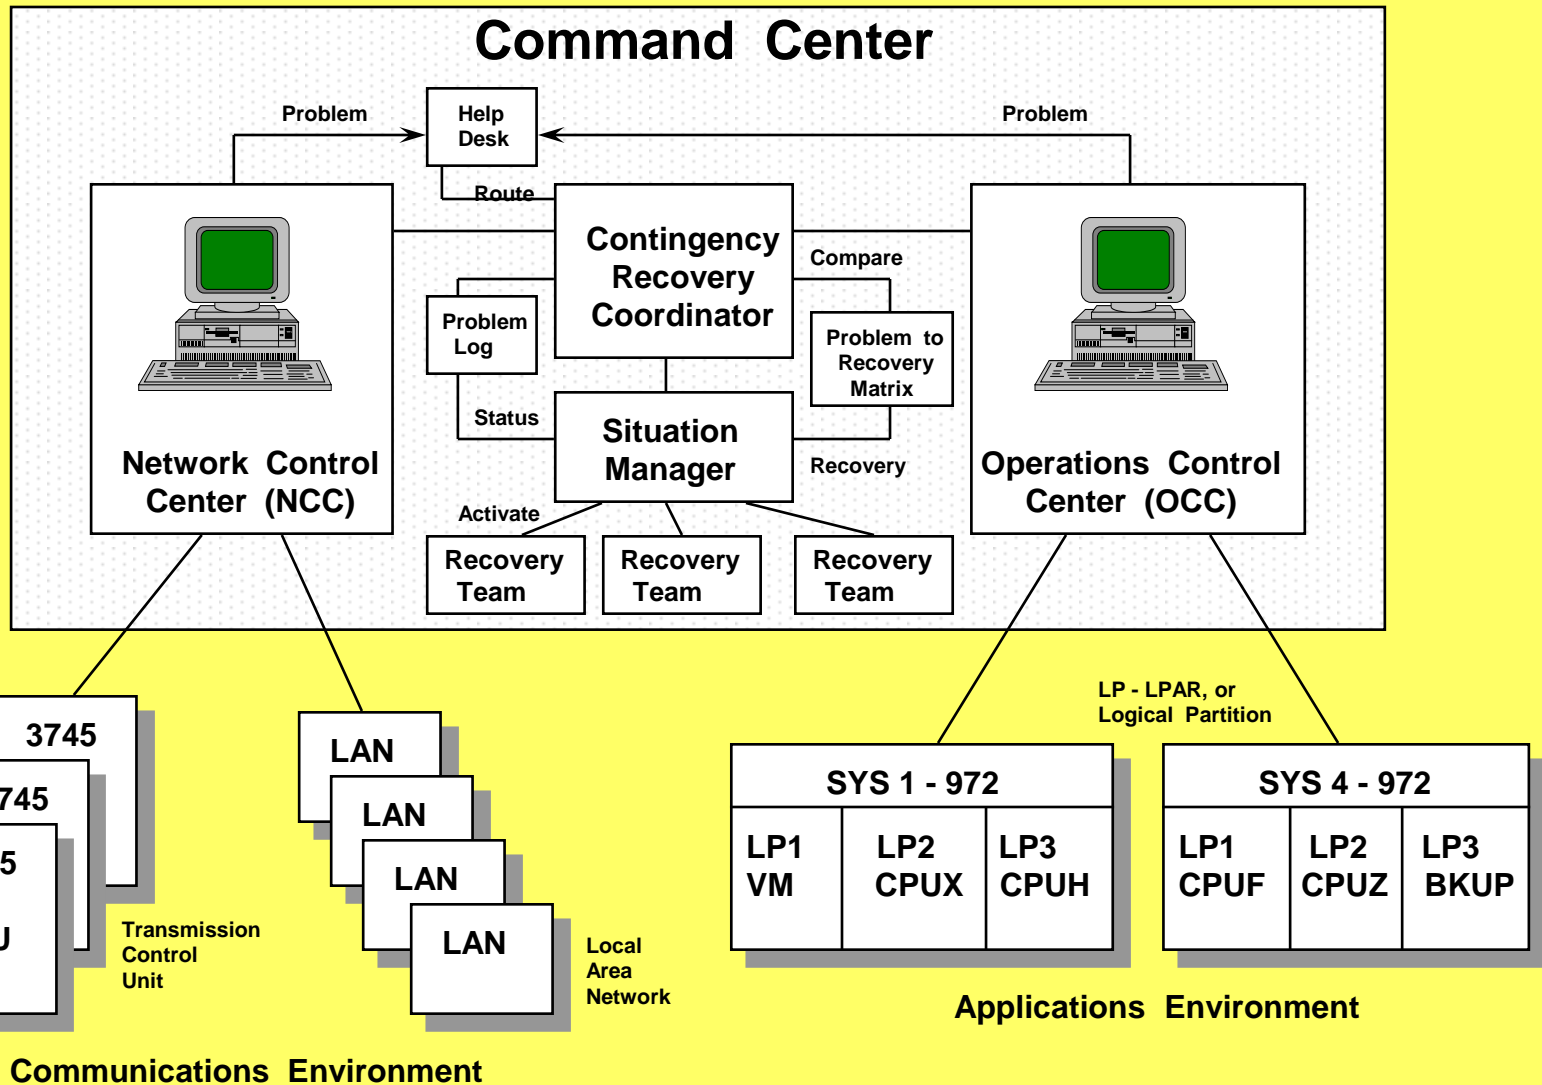 Command Center
Problem
Help
Desk
Problem
Route
Contingency
Recovery
Coordinator
Compare
Problem
Log
Problem to
Recovery
Matrix
Status
Situation
Manager
Recovery
Network Control
Center (NCC)
Operations Control
Center (OCC)
Activate
Recovery
Team
Recovery
Team
Recovery
Team
LP - LPAR, or
Logical Partition
3745
745
5
U
Transmission
Control
Unit
LAN
LAN
LAN
LAN
Local
Area
Network
SYS 1 - 972
LP1
VM
LP2
CPUX
LP3
CPUH
SYS 4 - 972
LP1
CPUF
LP2
CPUZ
LP3
BKUP
Applications Environment
Communications Environment